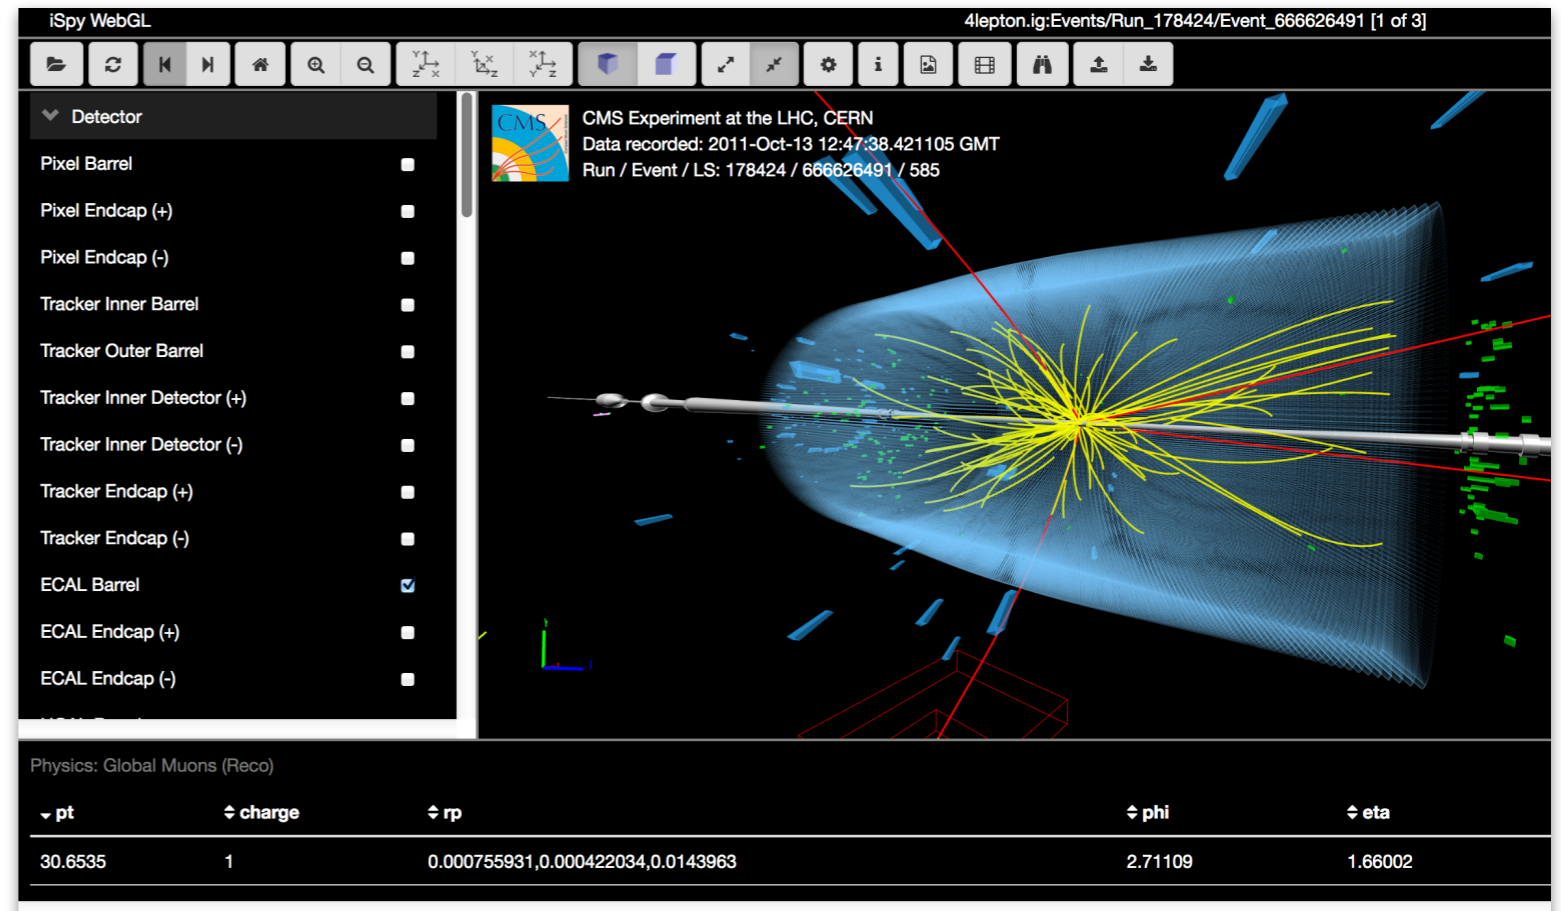 iSpy WebGL
4lepton.ig:Events/Run_178424/Event_666626491 [1 of 3]
Detector
Pixel Barrel
Pixel Endcap (+)
Pixel Endcap (-)
Tracker Inner Barrel
Tracker Outer Barrel
Tracker Inner Detector (+)
Tracker Inner Detector (-)
Tracker Endcap (+)
Tracker Endcap (-)
ECAL Barrel
ECAL Endcap (+)
ECAL Endcap (-)
CMS
CMS Experiment at the LHC, CERN
Data recorded: 2011-Oct-13 12:47:38.421105 GMT
Run / Event / LS: 178424 / 666626491 / 585
Physics: Global Muons (Reco)
pt charge rp phi eta
30.6535 1 0.000755931,0.000422034,0.0143963 2.71109 1.66002